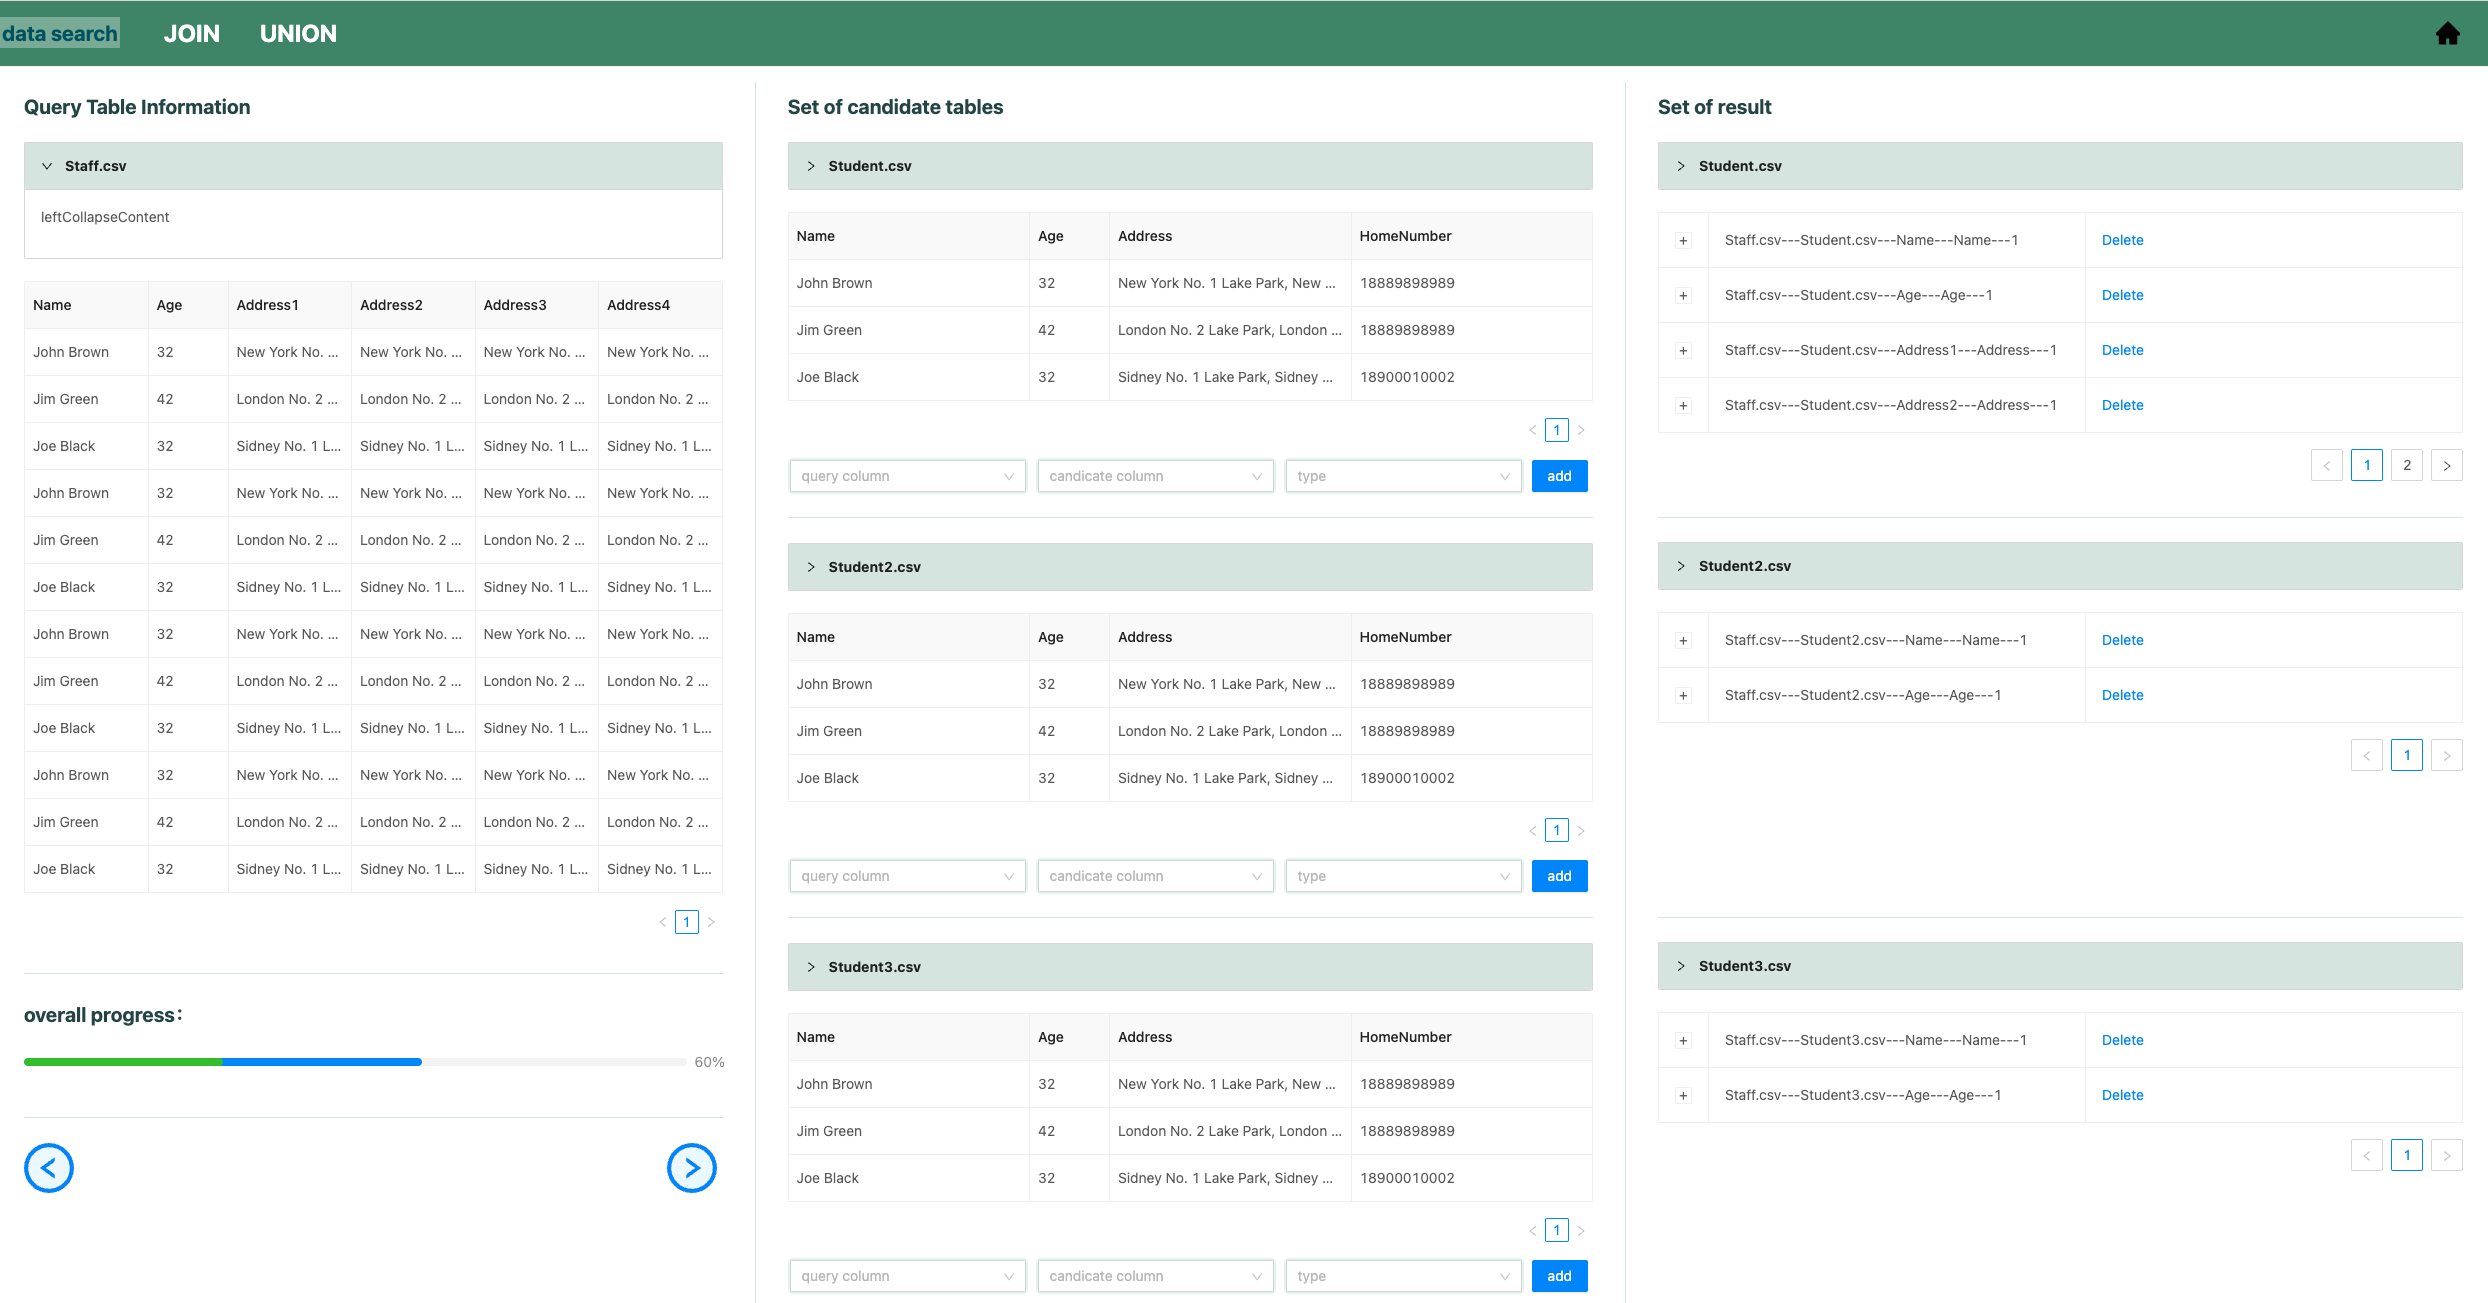 data search JOIN UNION
Query Table Information
Staff.csv
leftCollapseContent
Name Age Address1 Address2 Address3 Address4
John Brown 32 New York No. ... New York No. ... New York No. ... New York No. ...
Jim Green 42 London No. 2 ... London No. 2 ... London No. 2 ... London No. 2 ...
Joe Black 32 Sidney No. 1 L... Sidney No. 1 L... Sidney No. 1 L... Sidney No. 1 L...
John Brown 32 New York No. ... New York No. ... New York No. ... New York No. ...
Jim Green 42 London No. 2 ... London No. 2 ... London No. 2 ... London No. 2 ...
Joe Black 32 Sidney No. 1 L... Sidney No. 1 L... Sidney No. 1 L... Sidney No. 1 L...
John Brown 32 New York No. ... New York No. ... New York No. ... New York No. ...
Jim Green 42 London No. 2 ... London No. 2 ... London No. 2 ... London No. 2 ...
Joe Black 32 Sidney No. 1 L... Sidney No. 1 L... Sidney No. 1 L... Sidney No. 1 L...
John Brown 32 New York No. ... New York No. ... New York No. ... New York No. ...
Jim Green 42 London No. 2 ... London No. 2 ... London No. 2 ... London No. 2 ...
Joe Black 32 Sidney No. 1 L... Sidney No. 1 L... Sidney No. 1 L... Sidney No. 1 L...
< 1 >
overall progress：
60%
Set of candidate tables
Student.csv
Name Age Address HomeNumber
John Brown 32 New York No. 1 Lake Park, New ... 18889898989
Jim Green 42 London No. 2 Lake Park, London ... 18889898989
Joe Black 32 Sidney No. 1 Lake Park, Sidney ... 18900010002
< 1 >
query column candicate column type add
Student2.csv
Name Age Address HomeNumber
John Brown 32 New York No. 1 Lake Park, New ... 18889898989
Jim Green 42 London No. 2 Lake Park, London ... 18889898989
Joe Black 32 Sidney No. 1 Lake Park, Sidney ... 18900010002
< 1 >
query column candicate column type add
Student3.csv
Name Age Address HomeNumber
John Brown 32 New York No. 1 Lake Park, New ... 18889898989
Jim Green 42 London No. 2 Lake Park, London ... 18889898989
Joe Black 32 Sidney No. 1 Lake Park, Sidney ... 18900010002
< 1 >
query column candicate column type add
Set of result
Student.csv
+ Staff.csv---Student.csv---Name---Name---1 Delete
+ Staff.csv---Student.csv---Age---Age---1 Delete
+ Staff.csv---Student.csv---Address1---Address---1 Delete
+ Staff.csv---Student.csv---Address2---Address---1 Delete
< 1 2 >
Student2.csv
+ Staff.csv---Student2.csv---Name---Name---1 Delete
+ Staff.csv---Student2.csv---Age---Age---1 Delete
< 1 >
Student3.csv
+ Staff.csv---Student3.csv---Name---Name---1 Delete
+ Staff.csv---Student3.csv---Age---Age---1 Delete
< 1 >